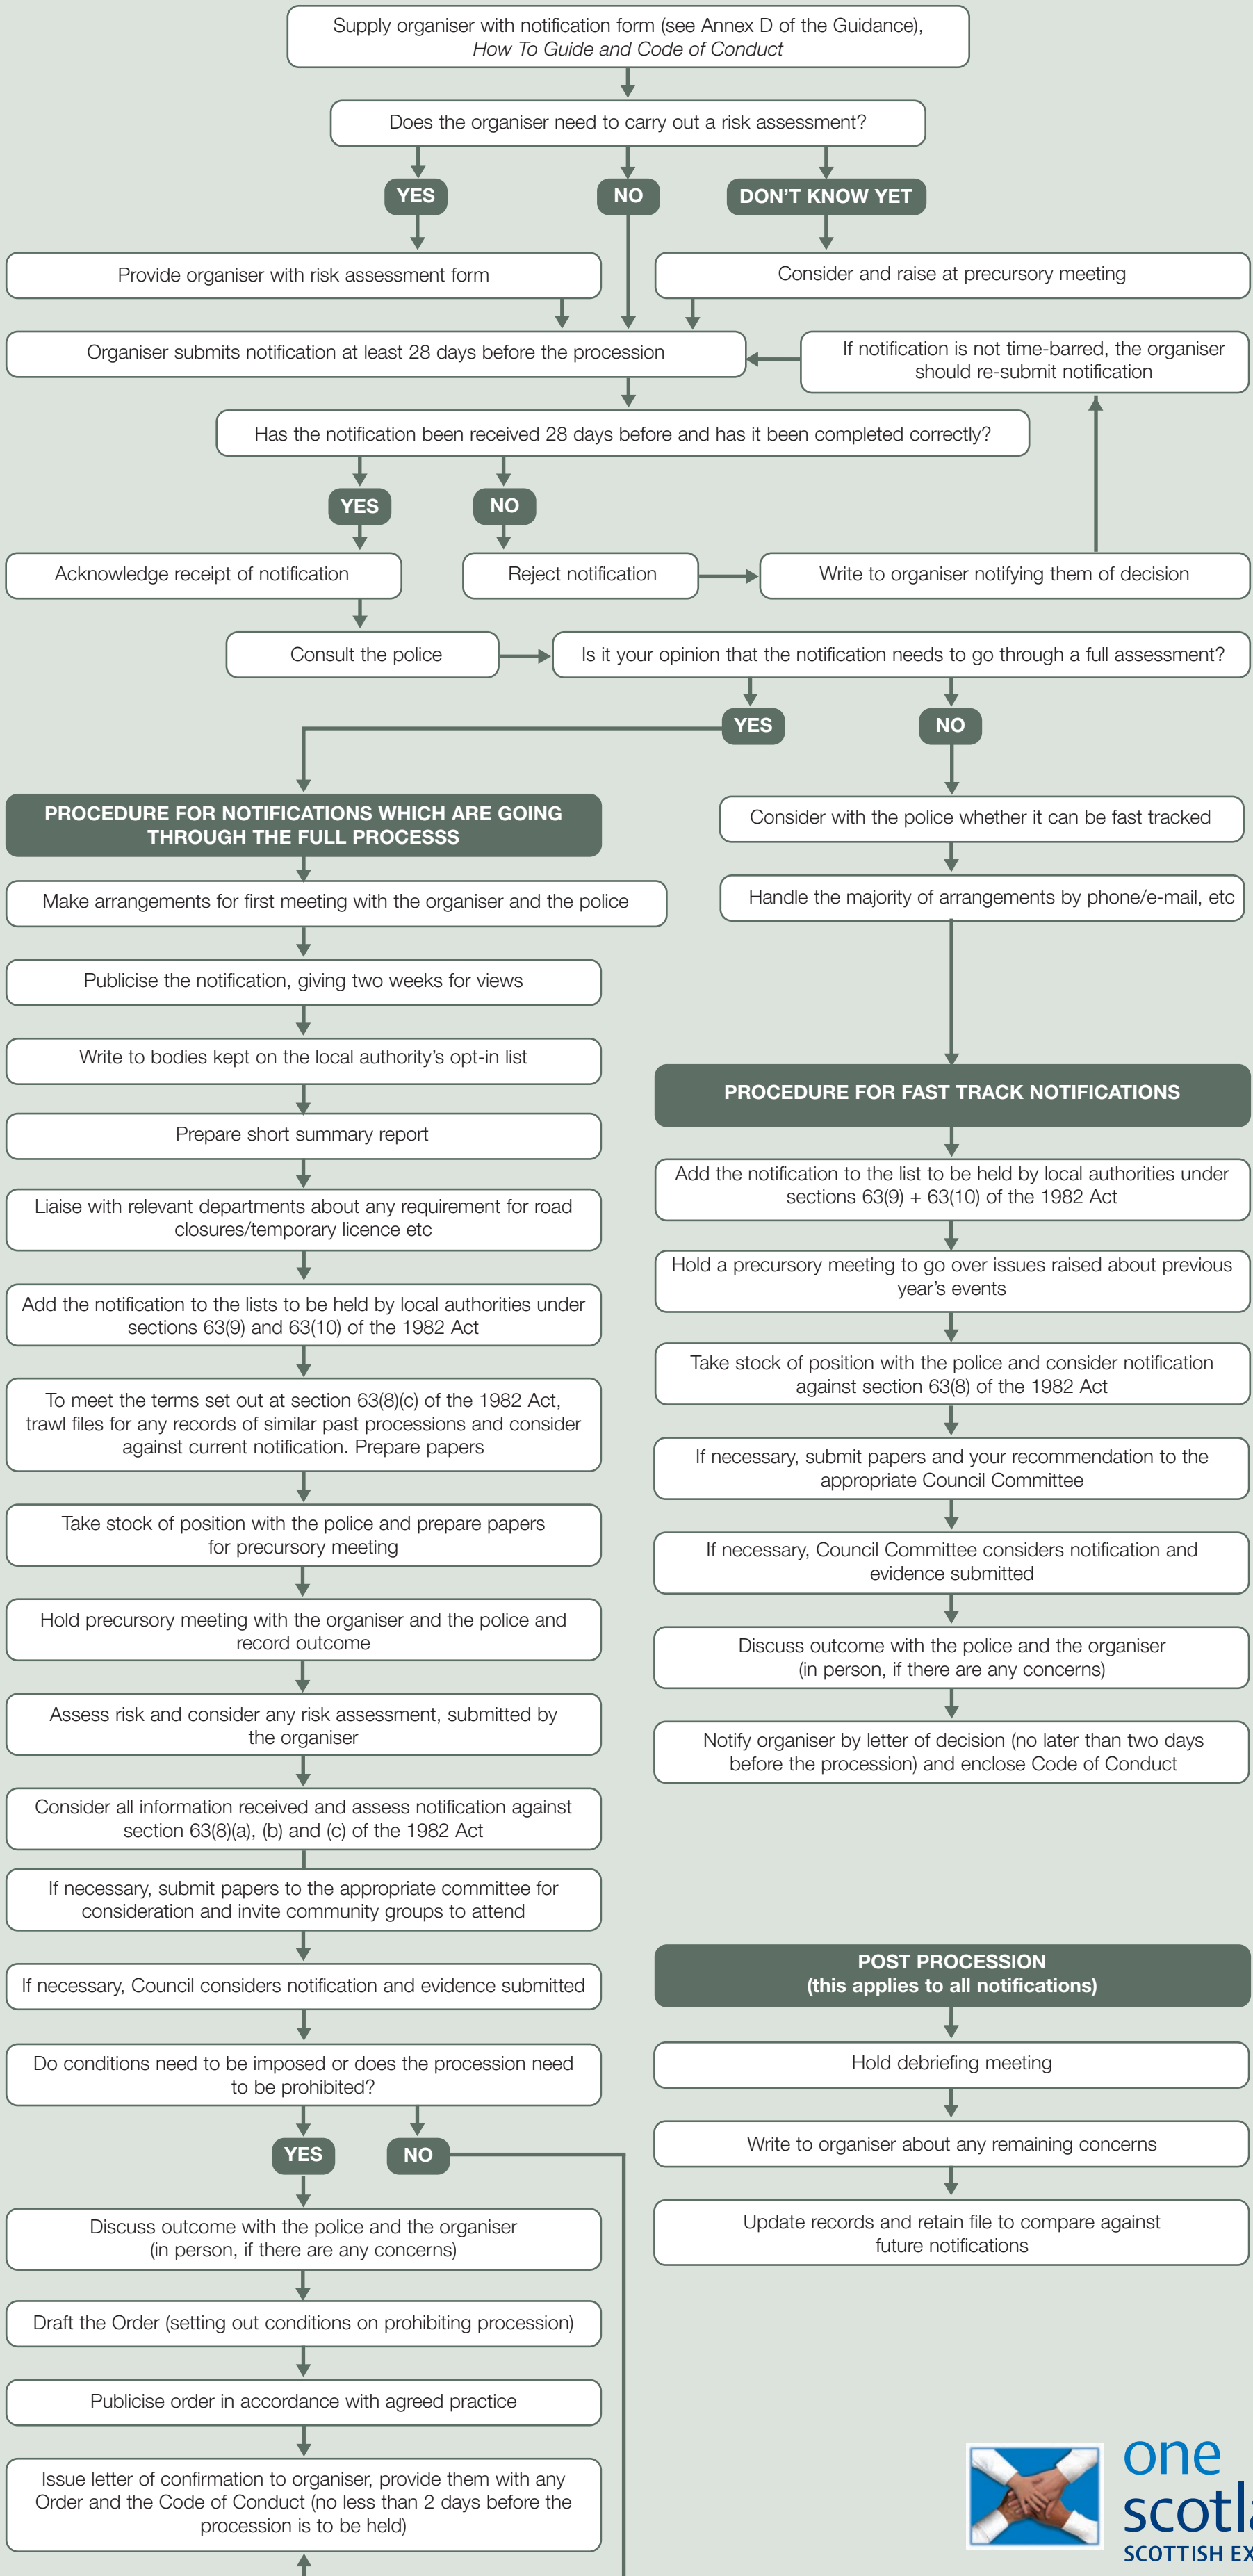 Supply organiser with notification form (see Annex D of the Guidance),
How To Guide and Code of Conduct
Does the organiser need to carry out a risk assessment?
YES
NO
DON'T KNOW YET
Provide organiser with risk assessment form
Consider and raise at precursory meeting
Organiser submits notification at least 28 days before the procession
If notification is not time-barred, the organiser
should re-submit notification
Has the notification been received 28 days before and has it been completed correctly?
YES
NO
Acknowledge receipt of notification
Reject notification
Write to organiser notifying them of decision
Consult the police
Is it your opinion that the notification needs to go through a full assessment?
YES
NO
PROCEDURE FOR NOTIFICATIONS WHICH ARE GOING
THROUGH THE FULL PROCESSS
Make arrangements for first meeting with the organiser and the police
Publicise the notification, giving two weeks for views
Write to bodies kept on the local authority's opt-in list
Prepare short summary report
Liaise with relevant departments about any requirement for road
closures/temporary licence etc
Add the notification to the lists to be held by local authorities under
sections 63(9) and 63(10) of the 1982 Act
To meet the terms set out at section 63(8)(c) of the 1982 Act,
trawl files for any records of similar past processions and consider
against current notification. Prepare papers
Take stock of position with the police and prepare papers
for precursory meeting
Hold precursory meeting with the organiser and the police and
record outcome
Assess risk and consider any risk assessment, submitted by
the organiser
Consider all information received and assess notification against
section 63(8)(a), (b) and (c) of the 1982 Act
If necessary, submit papers to the appropriate committee for
consideration and invite community groups to attend
If necessary, Council considers notification and evidence submitted
Do conditions need to be imposed or does the procession need
to be prohibited?
YES
NO
Discuss outcome with the police and the organiser
(in person, if there are any concerns)
Draft the Order (setting out conditions on prohibiting procession)
Publicise order in accordance with agreed practice
Issue letter of confirmation to organiser, provide them with any
Order and the Code of Conduct (no less than 2 days before the
procession is to be held)
Consider with the police whether it can be fast tracked
Handle the majority of arrangements by phone/e-mail, etc
PROCEDURE FOR FAST TRACK NOTIFICATIONS
Add the notification to the list to be held by local authorities under
sections 63(9) + 63(10) of the 1982 Act
Hold a precursory meeting to go over issues raised about previous
year's events
Take stock of position with the police and consider notification
against section 63(8) of the 1982 Act
If necessary, submit papers and your recommendation to the
appropriate Council Committee
If necessary, Council Committee considers notification and
evidence submitted
Discuss outcome with the police and the organiser
(in person, if there are any concerns)
Notify organiser by letter of decision (no later than two days
before the procession) and enclose Code of Conduct
POST PROCESSION
(this applies to all notifications)
Hold debriefing meeting
Write to organiser about any remaining concerns
Update records and retain file to compare against
future notifications
one
SCOTTISH